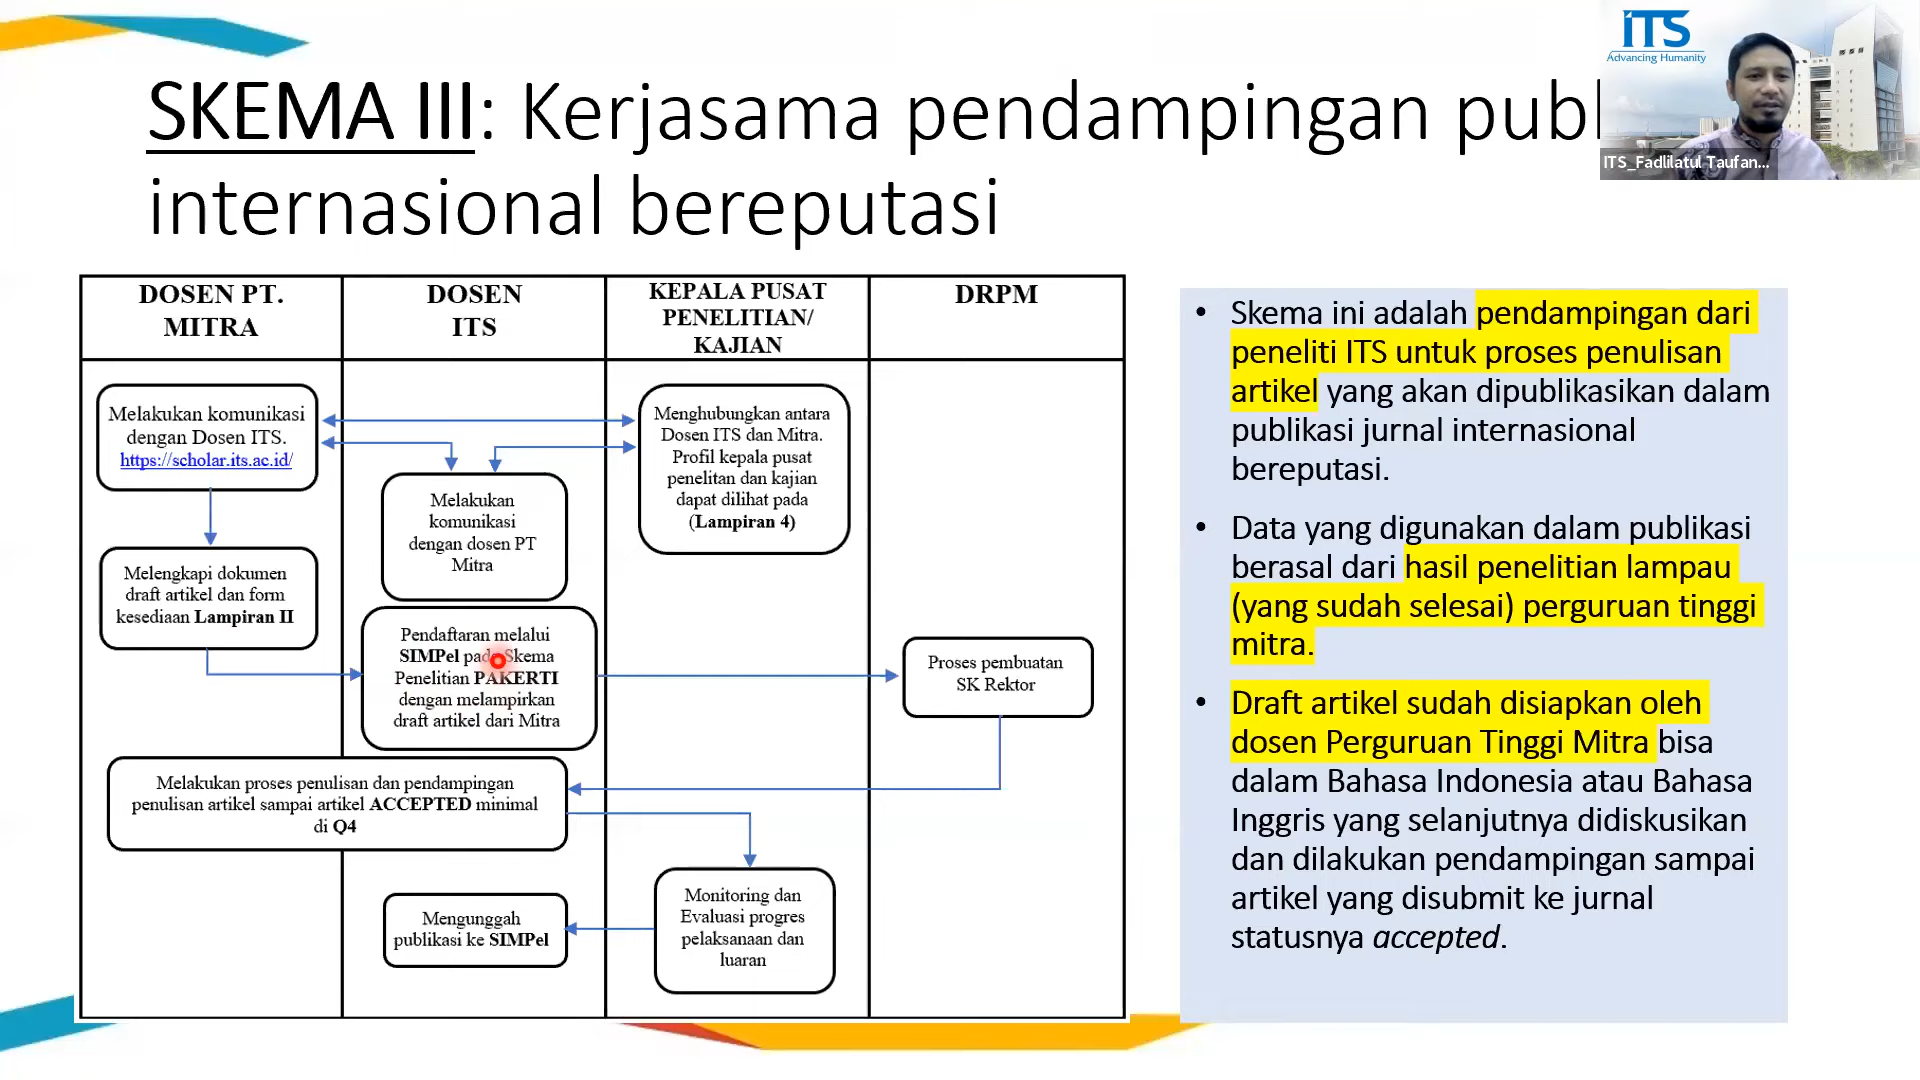 ITS
Advancing Humanity
ITS_Fadlilatul Taufan...
SKEMA III: Kerjasama pendampingan publ
internasional bereputasi
DOSEN PT.
MITRA
DOSEN
ITS
KEPALA PUSAT
PENELITIAN/
KAJIAN
DRPM
Melakukan komunikasi
dengan Dosen ITS.
https://scholar.its.ac.id/
Melakukan
komunikasi
dengan dosen PT
Mitra
Menghubungkan antara
Dosen ITS dan Mitra.
Profil kepala pusat
penelitan dan kajian
dapat dilihat pada
(Lampiran 4)
Melengkapi dokumen
draft artikel dan form
kesediaan Lampiran II
Pendaftaran melalui
SIMPel pada Skema
Penelitian PAKERTI
dengan melampirkan
draft artikel dari Mitra
Proses pembuatan
SK Rektor
Melakukan proses penulisan dan pendampingan
penulisan artikel sampai artikel ACCEPTED minimal
di Q4
Monitoring dan
Evaluasi progres
pelaksanaan dan
luaran
Mengunggah
publikasi ke SIMPel
• Skema ini adalah pendampingan dari
peneliti ITS untuk proses penulisan
artikel yang akan dipublikasikan dalam
publikasi jurnal internasional
bereputasi.
• Data yang digunakan dalam publikasi
berasal dari hasil penelitian lampau
(yang sudah selesai) perguruan tinggi
mitra.
• Draft artikel sudah disiapkan oleh
dosen Perguruan Tinggi Mitra bisa
dalam Bahasa Indonesia atau Bahasa
Inggris yang selanjutnya didiskusikan
dan dilakukan pendampingan sampai
artikel yang disubmit ke jurnal
statusnya accepted.